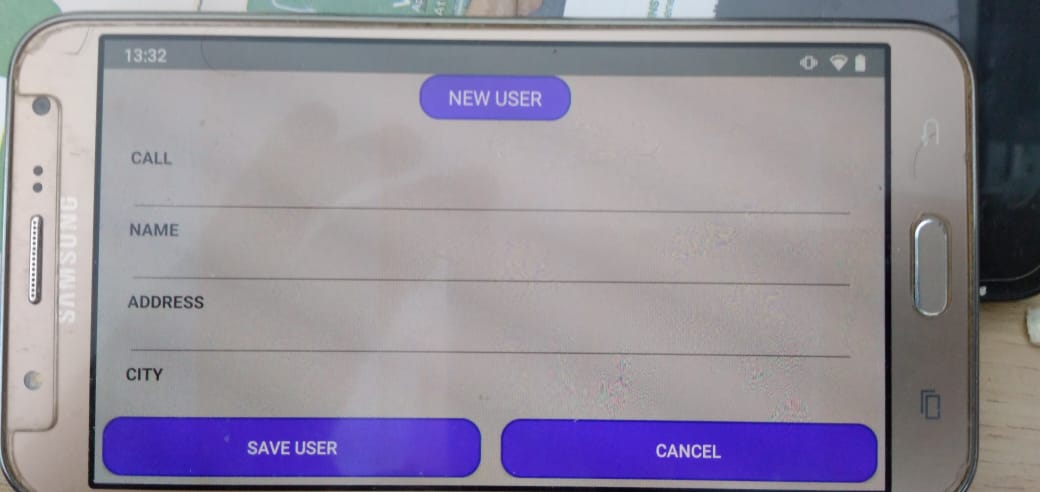 13:32
NEW USER
CALL
NAME
ADDRESS
CITY
SAVE USER
CANCEL
SAMSUNG